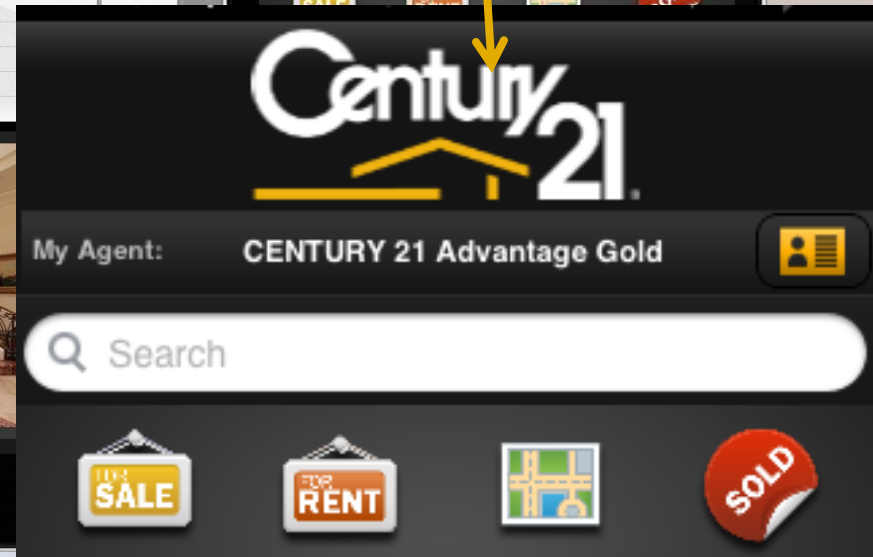 Century
21
My Agent: CENTURY 21 Advantage Gold
Search
FOR
SALE
FOR
RENT
SOLD